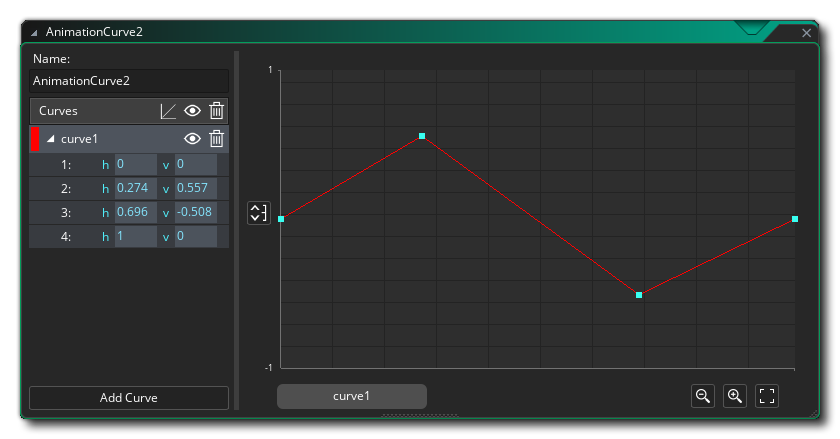 AnimationCurve2
Name:
AnimationCurve2
Curves
curve1
1: h 0 v 0
2: h 0.274 v 0.557
3: h 0.696 v -0.508
4: h 1 v 0
Add Curve
1
-1
curve1